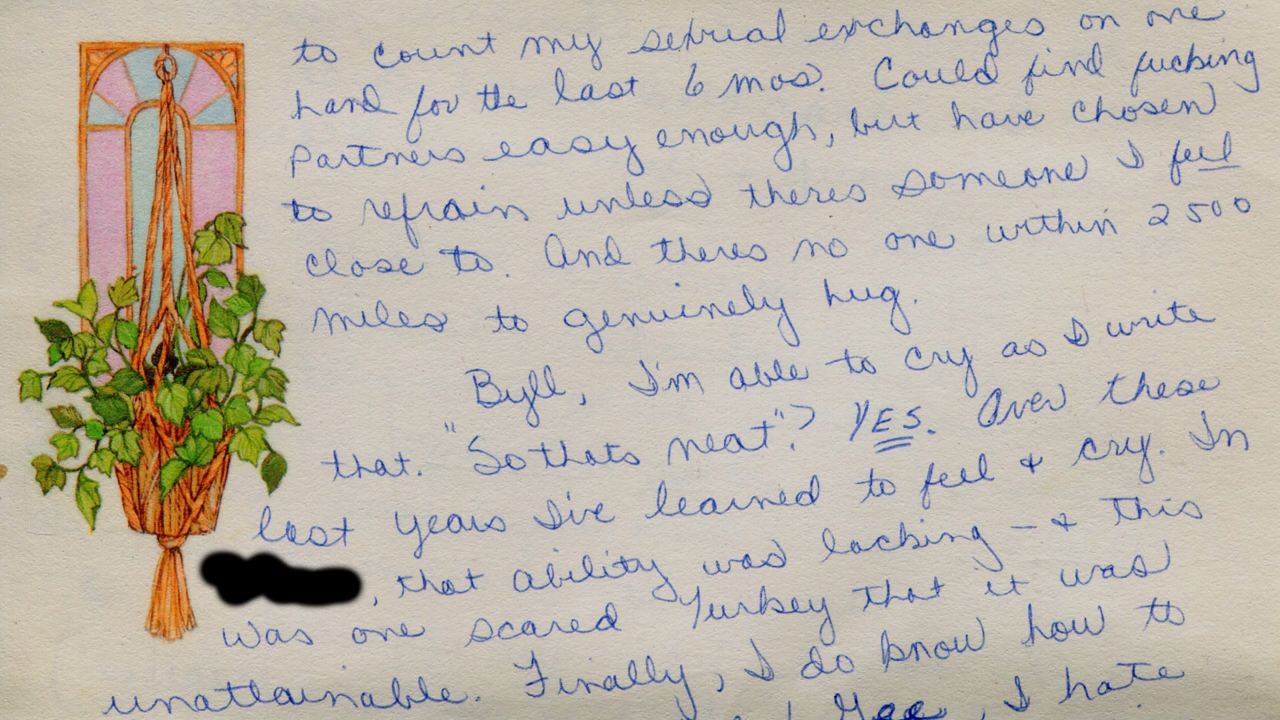 to count my sexual exchanges on one
hand for the last 6 mos. Could find fucking
partners easy enough, but have chosen
to refrain unless theres someone I feel
close to. And theres no one within 2500
miles to genuinely hug.
Byll, I'm able to cry as I write
that. "So thats neat"? YES. Over these
last years I've learned to feel & cry. In
, that ability was lacking - & this
was one scared Turkey that it was
unattainable. Finally, I do know how to
, I hate